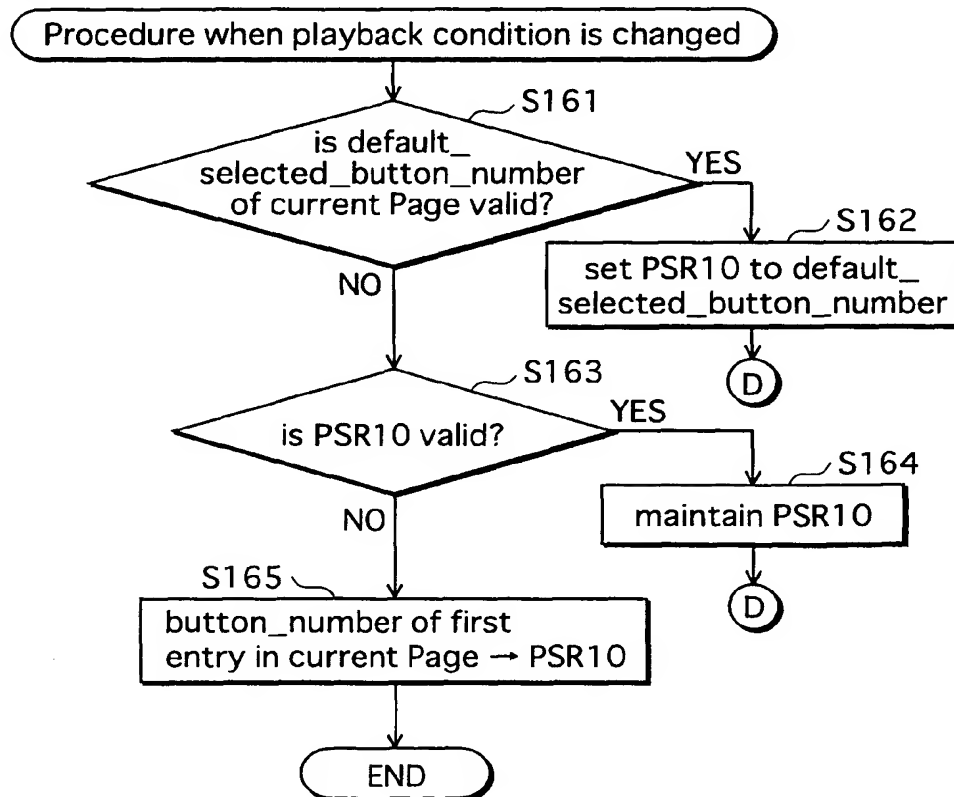 Procedure when playback condition is changed
S161
is default_
selected_button_number
of current Page valid?
YES
NO
S162
set PSR10 to default_
selected_button_number
D
S163
is PSR10 valid?
YES
NO
S164
maintain PSR10
D
S165
button_number of first
entry in current Page → PSR10
END